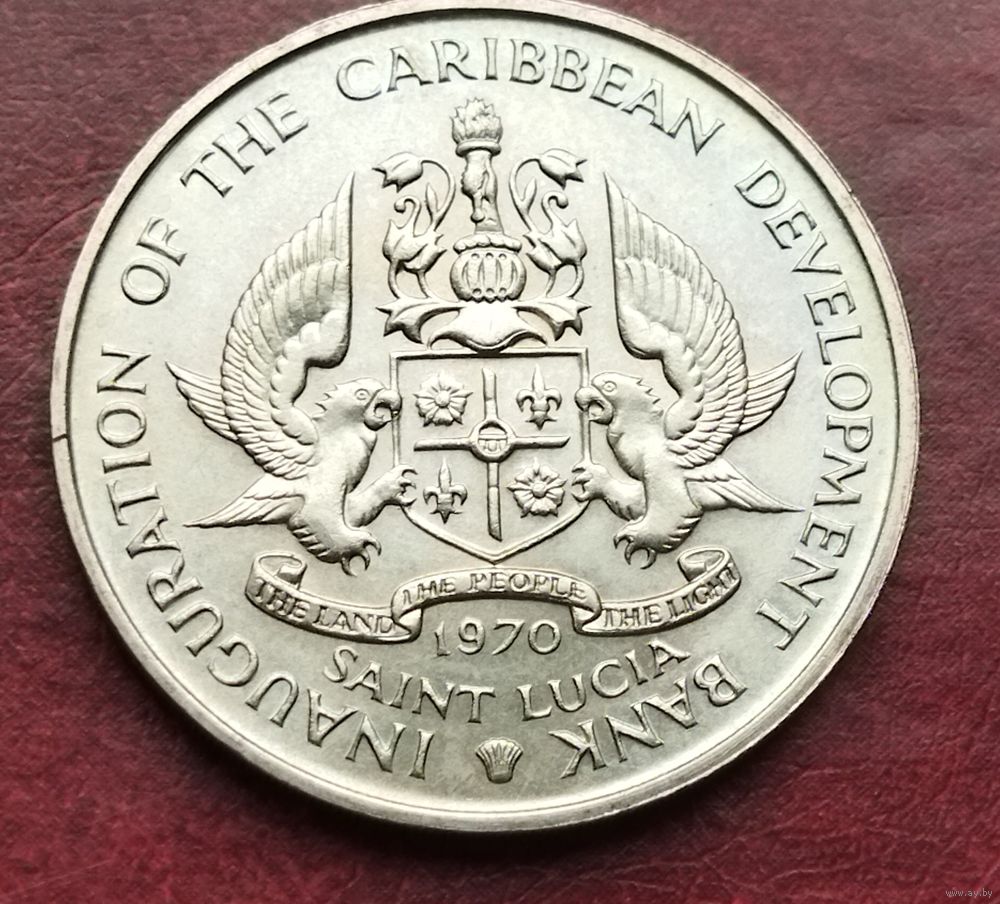 INAUGURATION OF THE CARIBBEAN DEVELOPMENT BANK
THE LAND THE PEOPLE THE LIGHT
1970
SAINT LUCIA
www.ay.by